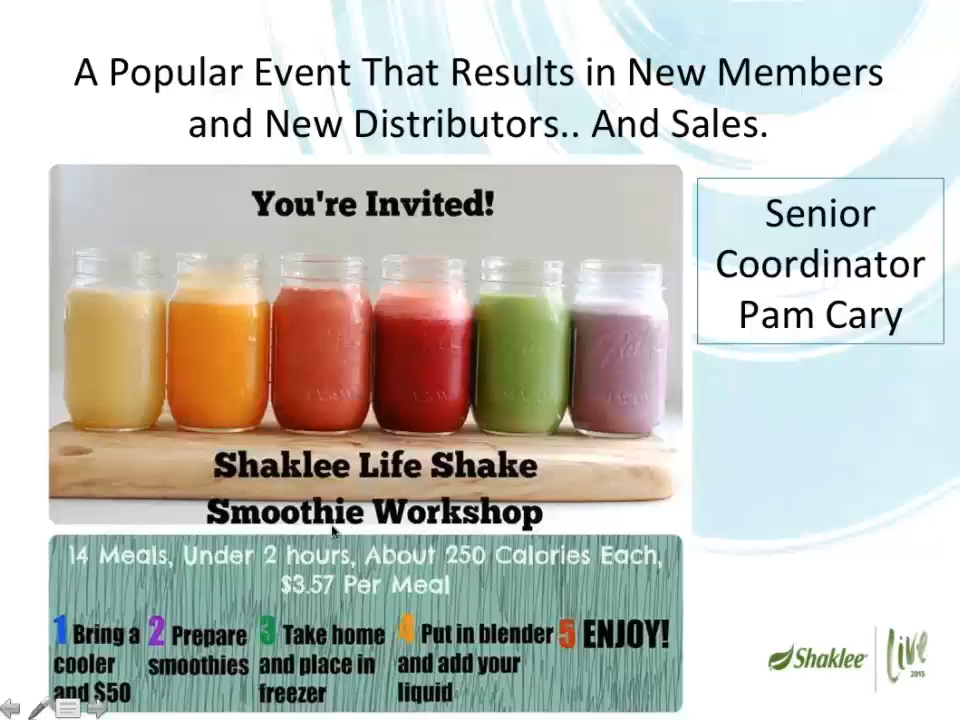 A Popular Event That Results in New Members
and New Distributors.. And Sales.
You're Invited!
Senior
Coordinator
Pam Cary
Shaklee Life Shake
Smoothie Workshop
14 Meals, Under 2 hours, About 250 Calories Each,
$3.57 Per Meal
1 Bring a
cooler
and $50
2 Prepare
smoothies
3 Take home
and place in
freezer
4 Put in blender
and add your
liquid
5 ENJOY!
Shaklee
Live
2015